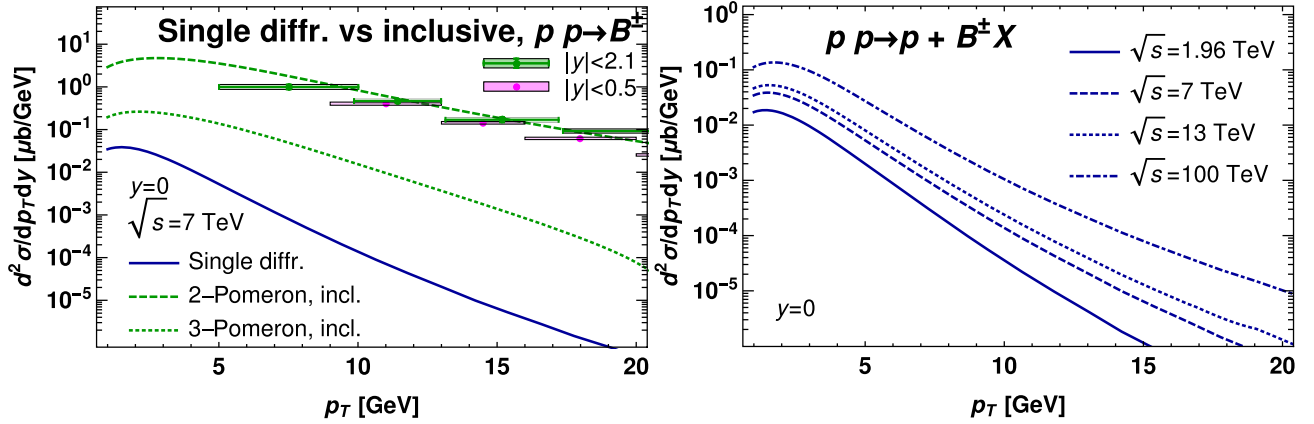 Single diffr. vs inclusive, p p→B±
|y|<2.1
|y|<0.5
d² σ/dp_T dy [μb/GeV]
10¹
10⁰
10⁻¹
10⁻²
10⁻³
10⁻⁴
10⁻⁵
y=0
√s=7 TeV
Single diffr.
2–Pomeron, incl.
3–Pomeron, incl.
5 10 15 20
p_T [GeV]
p p→p + B± X
√s=1.96 TeV
√s=7 TeV
√s=13 TeV
√s=100 TeV
d² σ/dp_T dy [μb/GeV]
10⁰
10⁻¹
10⁻²
10⁻³
10⁻⁴
10⁻⁵
y=0
5 10 15 20
p_T [GeV]